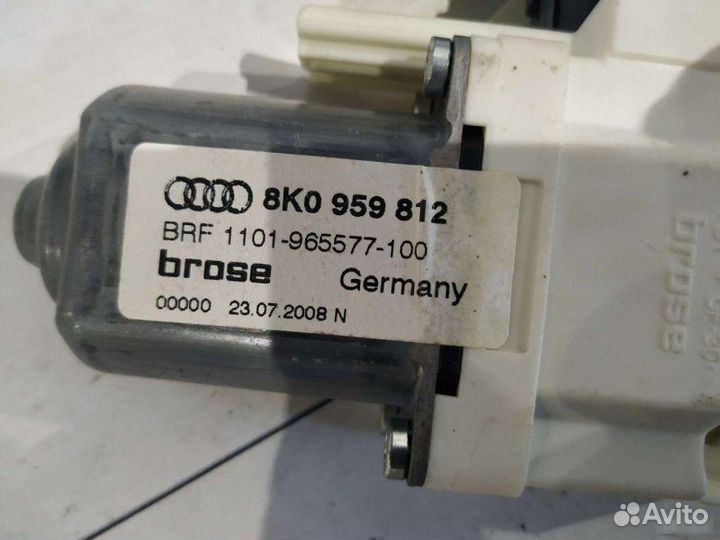 8K0 959 812
BRF 1101-965577-100
brose Germany
00000 23.07.2008 N
brose
Avito